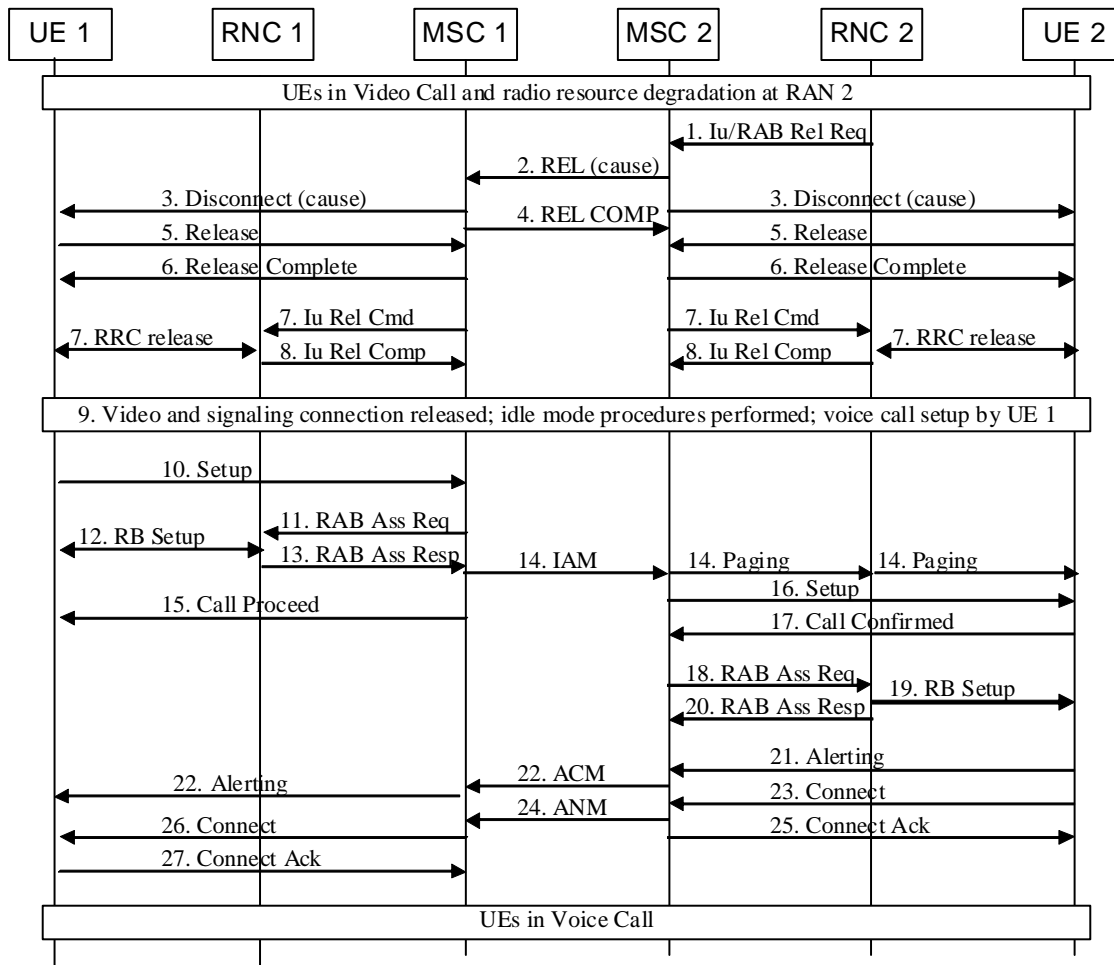 UE 1
RNC 1
MSC 1
MSC 2
RNC 2
UE 2
UEs in Video Call and radio resource degradation at RAN 2
1. Iu/RAB Rel Req
2. REL (cause)
3. Disconnect (cause)
3. Disconnect (cause)
4. REL COMP
5. Release
5. Release
6. Release Complete
6. Release Complete
7. Iu Rel Cmd
7. Iu Rel Cmd
7. RRC release
7. RRC release
8. Iu Rel Comp
8. Iu Rel Comp
9. Video and signaling connection released; idle mode procedures performed; voice call setup by UE 1
10. Setup
11. RAB Ass Req
12. RB Setup
13. RAB Ass Resp
14. IAM
14. Paging
14. Paging
16. Setup
15. Call Proceed
17. Call Confirmed
18. RAB Ass Req
19. RB Setup
20. RAB Ass Resp
21. Alerting
22. ACM
22. Alerting
23. Connect
24. ANM
26. Connect
25. Connect Ack
27. Connect Ack
UEs in Voice Call